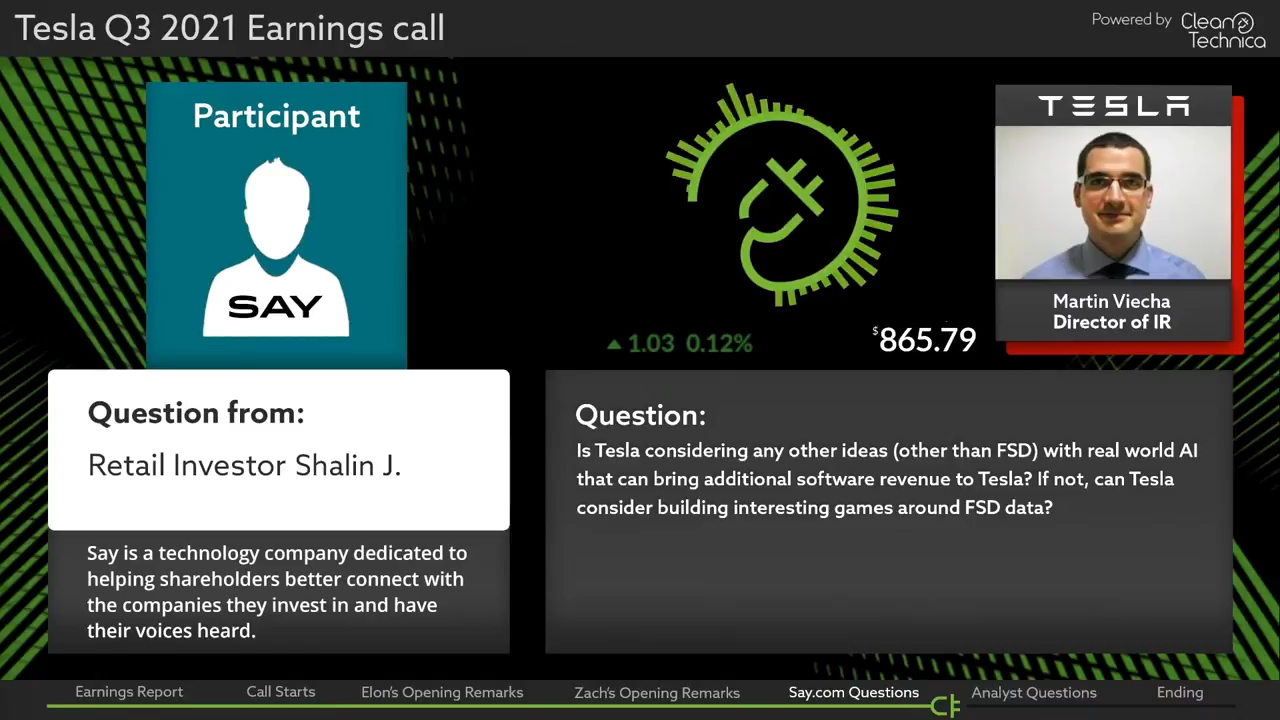 Tesla Q3 2021 Earnings call
Powered by
Clean
Technica
Participant
SAY
TESLA
Martin Viecha
Director of IR
1.03 0.12%
$865.79
Question from:
Retail Investor Shalin J.
Say is a technology company dedicated to
helping shareholders better connect with
the companies they invest in and have
their voices heard.
Question:
Is Tesla considering any other ideas (other than FSD) with real world AI
that can bring additional software revenue to Tesla? If not, can Tesla
consider building interesting games around FSD data?
Earnings Report Call Starts Elon's Opening Remarks Zach's Opening Remarks Say.com Questions Analyst Questions Ending